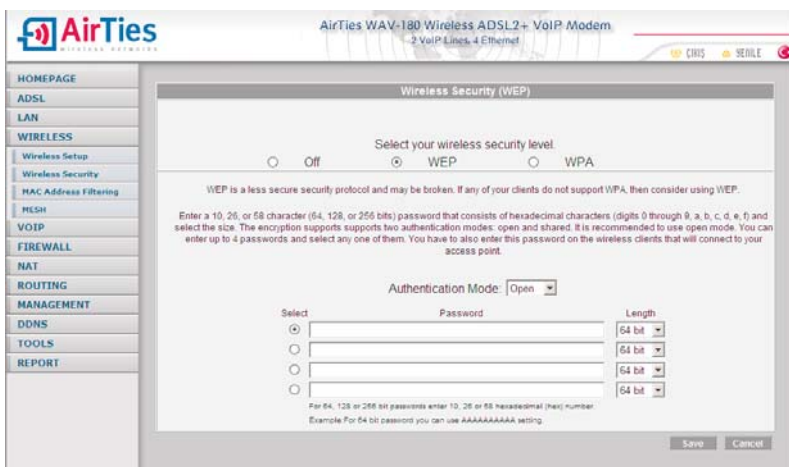 AirTies
WIRELESS NETWORKS
AirTies WAV-180 Wireless ADSL2+ VoIP Modem
2 VoIP Lines, 4 Ethernet
ÇIKIŞ
YENİLE
HOMEPAGE
ADSL
LAN
WIRELESS
Wireless Setup
Wireless Security
MAC Address Filtering
MESH
VOIP
FIREWALL
NAT
ROUTING
MANAGEMENT
DDNS
TOOLS
REPORT
Wireless Security (WEP)
Select your wireless security level.
Off WEP WPA
WEP is a less secure security protocol and may be broken. If any of your clients do not support WPA, then consider using WEP.
Enter a 10, 26, or 58 character (64, 128, or 256 bits) password that consists of hexadecimal characters (digits 0 through 9, a, b, c, d, e, f) and
select the size. The encryption supports supports two authentication modes: open and shared. It is recommended to use open mode. You can
enter up to 4 passwords and select any one of them. You have to also enter this password on the wireless clients that will connect to your
access point.
Authentication Mode: Open
Select Password Length
64 bit
64 bit
64 bit
64 bit
For 64, 128 or 256 bit passwords enter 10, 26 or 58 hexadecimal (hex) number.
Example For 64 bit password you can use AAAAAAAAAA setting.
Save Cancel